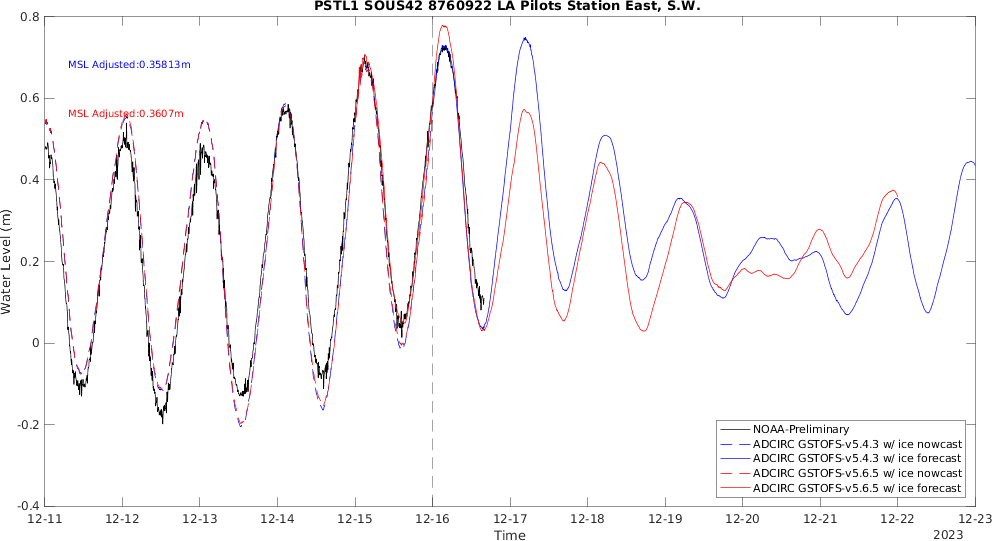 PSTL1 SOUS42 8760922 LA Pilots Station East, S.W.
0.8
0.6
0.4
0.2
0
-0.2
-0.4
Water Level (m)
MSL Adjusted:0.35813m
MSL Adjusted:0.3607m
NOAA-Preliminary
ADCIRC GSTOFS-v5.4.3 w/ ice nowcast
ADCIRC GSTOFS-v5.4.3 w/ ice forecast
ADCIRC GSTOFS-v5.6.5 w/ ice nowcast
ADCIRC GSTOFS-v5.6.5 w/ ice forecast
12-11 12-12 12-13 12-14 12-15 12-16 12-17 12-18 12-19 12-20 12-21 12-22 12-23
Time
2023